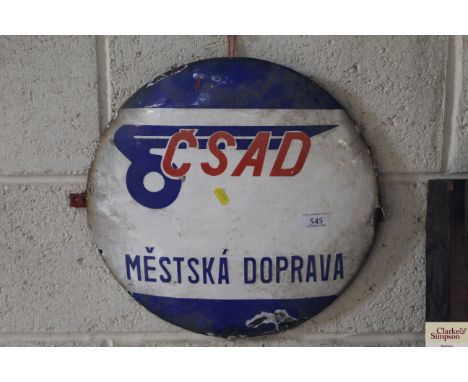 ČSAD
545
MĚSTSKÁ DOPRAVA
Clarke&
Simpson